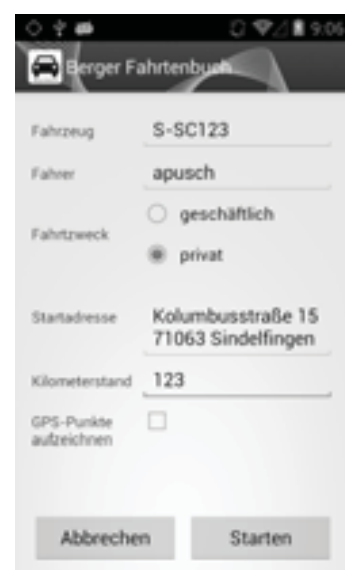 9:06
Berger Fahrtenbuch
Fahrzeug S-SC123
Fahrer apusch
Fahrtzweck
geschäftlich
privat
Startadresse Kolumbusstraße 15
71063 Sindelfingen
Kilometerstand 123
GPS-Punkte
aufzeichnen
Abbrechen Starten